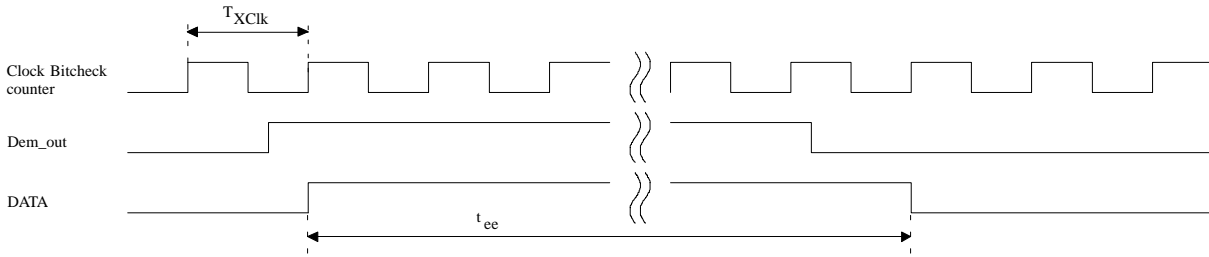 TXClk
Clock Bitcheck
counter
Dem_out
DATA
tee